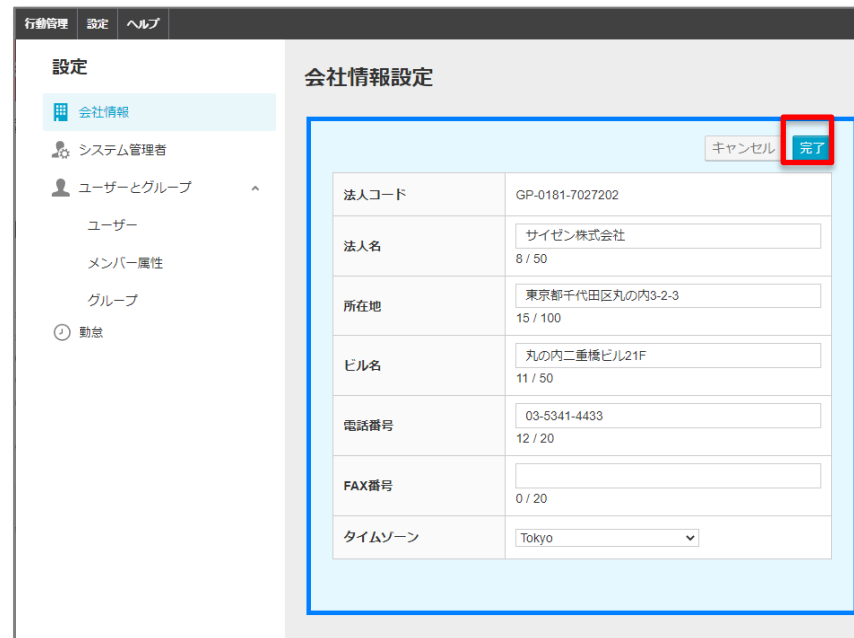 行動管理 設定 ヘルプ
設定
会社情報
システム管理者
ユーザーとグループ
ユーザー
メンバー属性
グループ
勤怠
会社情報設定
キャンセル 完了
法人コード GP-0181-7027202
法人名 サイゼン株式会社
8 / 50
所在地 東京都千代田区丸の内3-2-3
15 / 100
ビル名 丸の内二重橋ビル21F
11 / 50
電話番号 03-5341-4433
12 / 20
FAX番号
0 / 20
タイムゾーン Tokyo